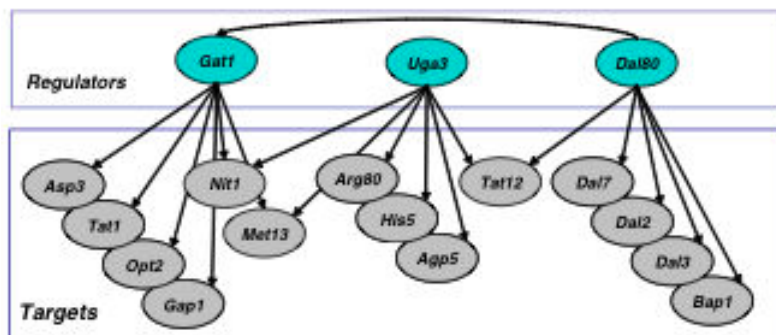 Gat1
Uga3
Dal80
Regulators
Asp3
Nit1
Arg80
Tat12
Dal7
Tat1
Met13
His5
Dal2
Opt2
Agp5
Dal3
Gap1
Bap1
Targets